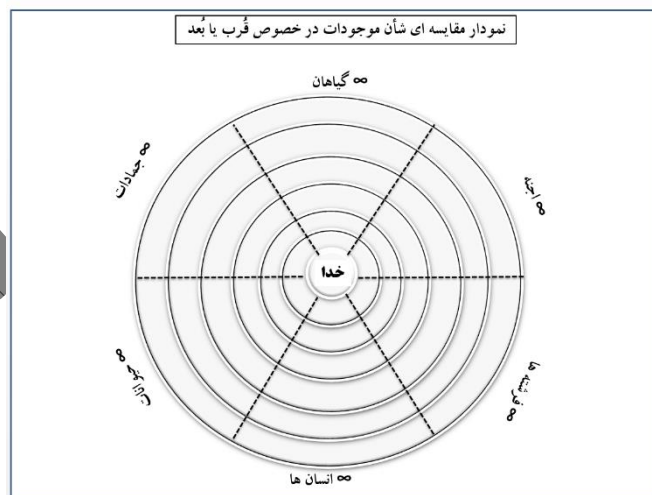 نمودار مقایسه ای شأن موجودات در خصوص قُرب یا بُعد
∞ گیاهان
∞ جمادات
∞ اجنه
خدا
∞ حیوانات
∞ فرشته ها
∞ انسان ها